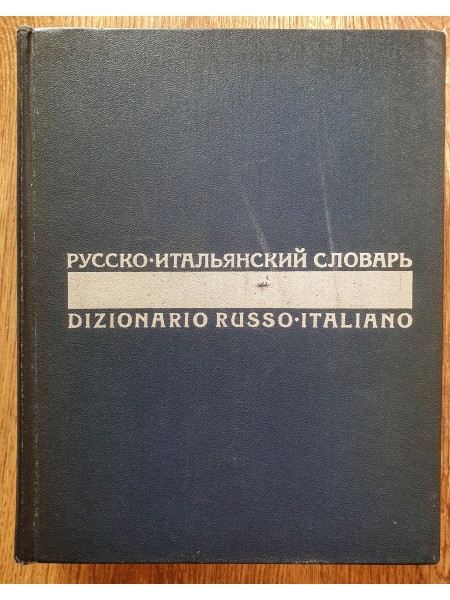 РУССКО·ИТАЛЬЯНСКИЙ СЛОВАРЬ
DIZIONARIO RUSSO·ITALIANO